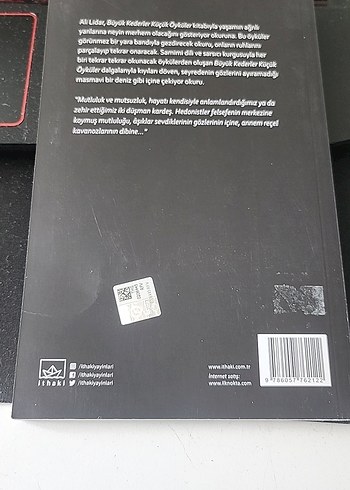 Ali Lidar, Büyük Kederler Küçük Öyküler kitabıyla yaşamın ağrılı
yanlarına neyin merhem olacağını gösteriyor okuruna. Bu öyküler
görünmez bir yara bandıyla gezdirecek okuru, onların ruhlarını
parçalayıp tekrar onaracak. Samimi dili ve sarsıcı kurgusuyla her
biri tekrar tekrar okunacak öykülerden oluşan Büyük Kederler Küçük
Öyküler dalgalarıyla kıyıları döven, seyredenin gözlerini ayıramadığı
masmavi bir deniz gibi içine çekiyor okuru.
"Mutluluk ve mutsuzluk, hayatı kendisiyle anlamlandırdığımız ya da
zehir ettiğimiz iki düşman kardeş. Hedonistler felsefenin merkezine
koymuş mutluluğu, âşıklar sevdiklerinin gözlerinin içine, annem reçel
kavanozlarının dibine..."
ithaki
/ithakiyayinlari
/ithakiyayinlari
/ithakiyayinlari
www.ithaki.com.tr
İnternet satış:
www.ilknokta.com
9 786057 762122